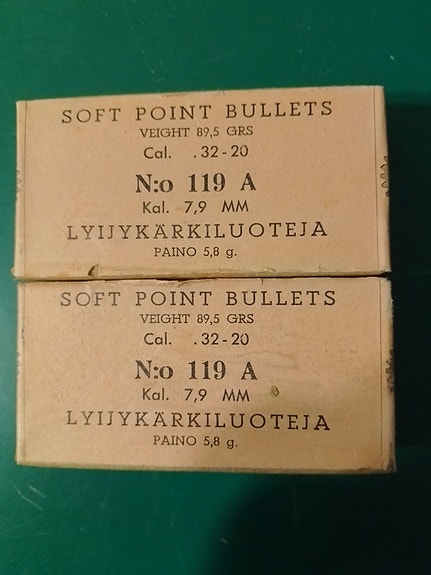 SOFT POINT BULLETS
VEIGHT 89,5 GRS
Cal. .32-20
N:o 119 A
Kal. 7,9 MM
LYIJYKÄRKILUOTEJA
PAINO 5,8 g.
SOFT POINT BULLETS
VEIGHT 89,5 GRS
Cal. .32-20
N:o 119 A
Kal. 7,9 MM
LYIJYKÄRKILUOTEJA
PAINO 5,8 g.